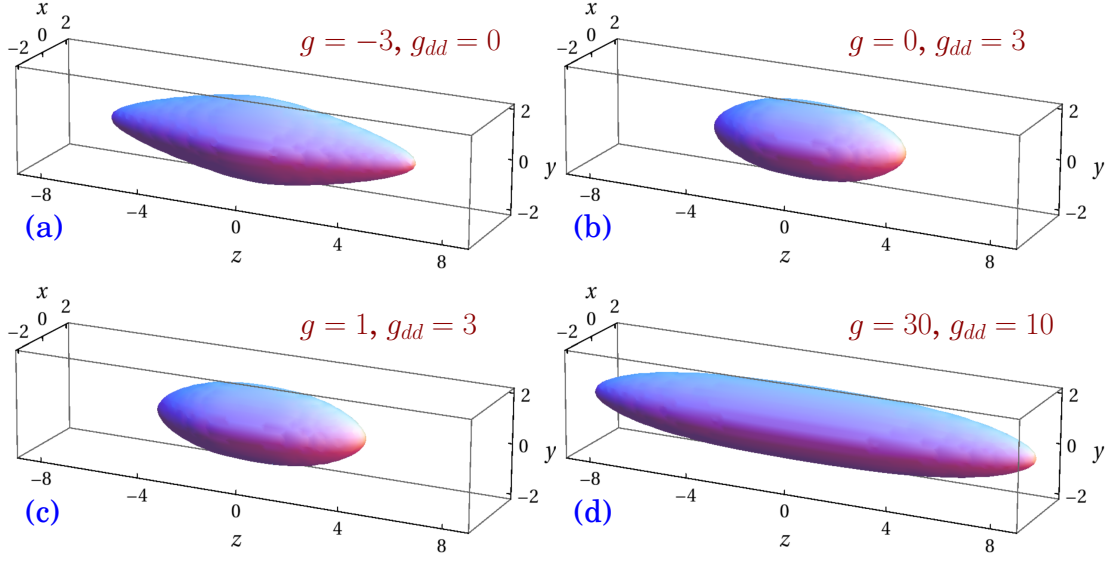 x
−2 0 2
g = −3, g_dd = 0
2
0 y
−2
−8 −4 0 4 8
z
(a)
x
−2 0 2
g = 0, g_dd = 3
2
0 y
−2
−8 −4 0 4 8
z
(b)
x
−2 0 2
g = 1, g_dd = 3
2
0 y
−2
−8 −4 0 4 8
z
(c)
x
−2 0 2
g = 30, g_dd = 10
2
0 y
−2
−8 −4 0 4 8
z
(d)